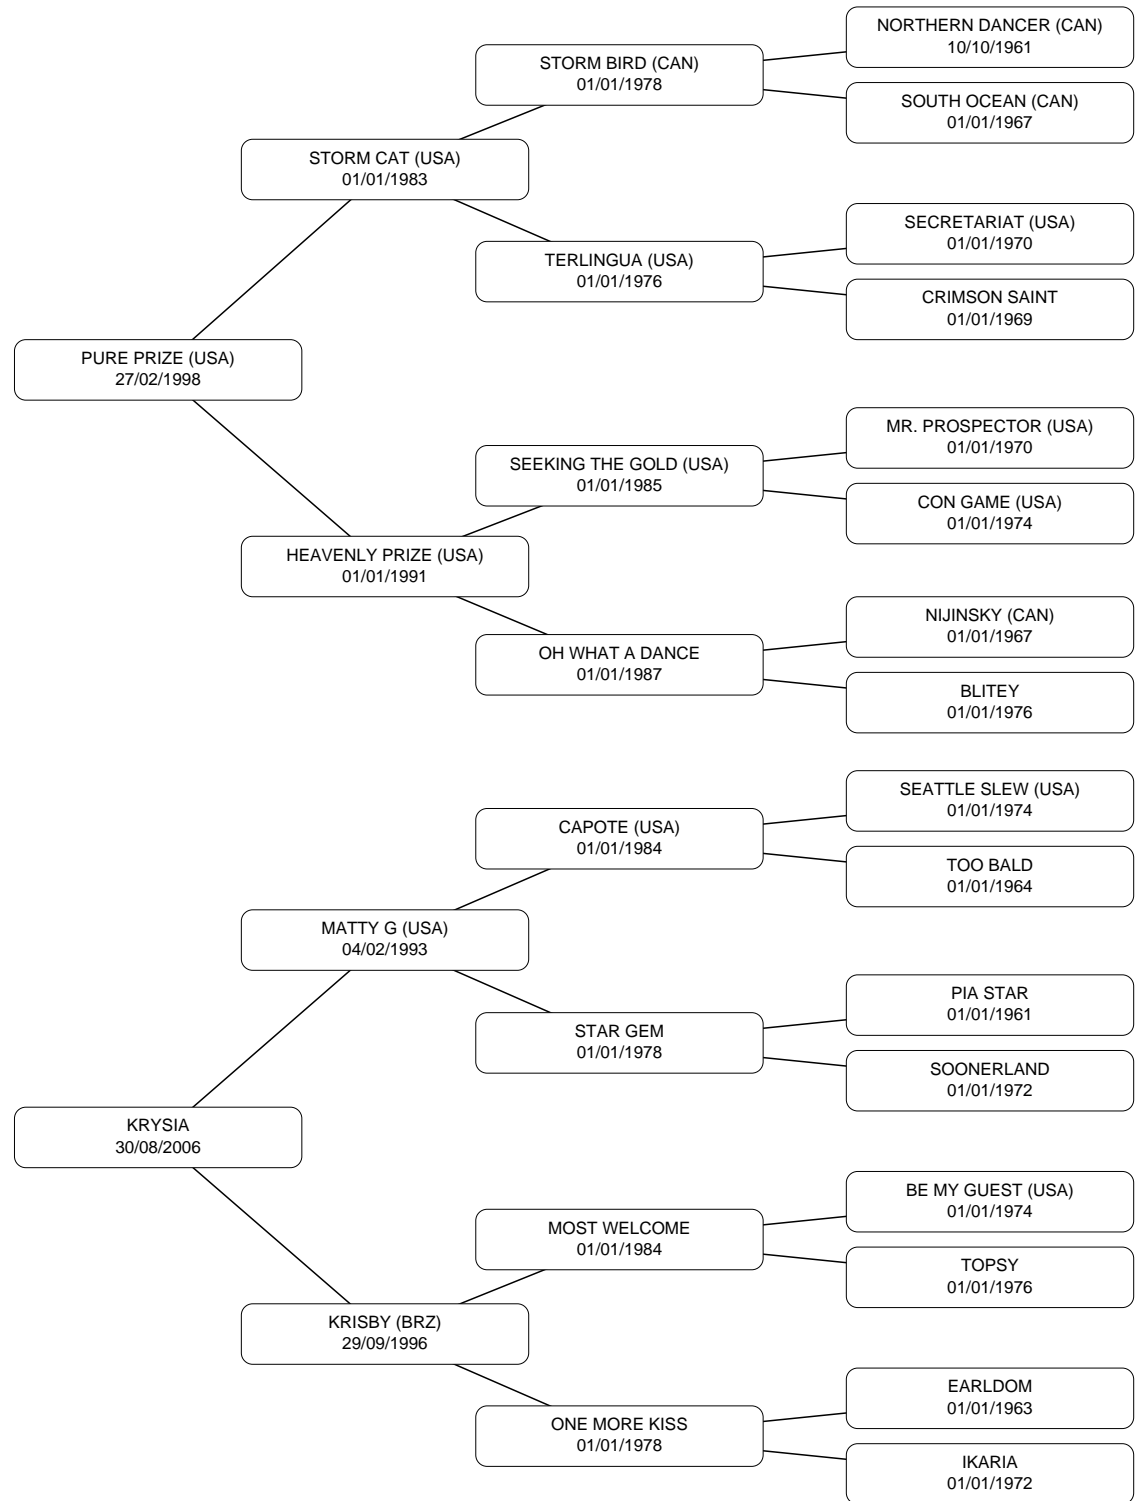 NORTHERN DANCER (CAN)
10/10/1961
STORM BIRD (CAN)
01/01/1978
SOUTH OCEAN (CAN)
01/01/1967
STORM CAT (USA)
01/01/1983
SECRETARIAT (USA)
01/01/1970
TERLINGUA (USA)
01/01/1976
CRIMSON SAINT
01/01/1969
PURE PRIZE (USA)
27/02/1998
MR. PROSPECTOR (USA)
01/01/1970
SEEKING THE GOLD (USA)
01/01/1985
CON GAME (USA)
01/01/1974
HEAVENLY PRIZE (USA)
01/01/1991
NIJINSKY (CAN)
01/01/1967
OH WHAT A DANCE
01/01/1987
BLITEY
01/01/1976
SEATTLE SLEW (USA)
01/01/1974
CAPOTE (USA)
01/01/1984
TOO BALD
01/01/1964
MATTY G (USA)
04/02/1993
PIA STAR
01/01/1961
STAR GEM
01/01/1978
SOONERLAND
01/01/1972
KRYSIA
30/08/2006
BE MY GUEST (USA)
01/01/1974
MOST WELCOME
01/01/1984
TOPSY
01/01/1976
KRISBY (BRZ)
29/09/1996
EARLDOM
01/01/1963
ONE MORE KISS
01/01/1978
IKARIA
01/01/1972